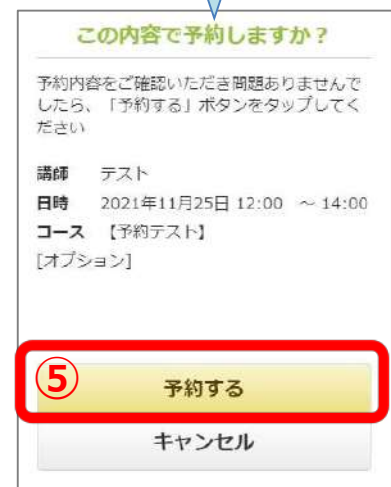 この内容で予約しますか？
予約内容をご確認いただき問題ありませんで
したら、「予約する」ボタンをタップしてく
ださい
講師 テスト
日時 2021年11月25日 12:00 ～ 14:00
コース 【予約テスト】
[オプション]
⑤ 予約する
キャンセル